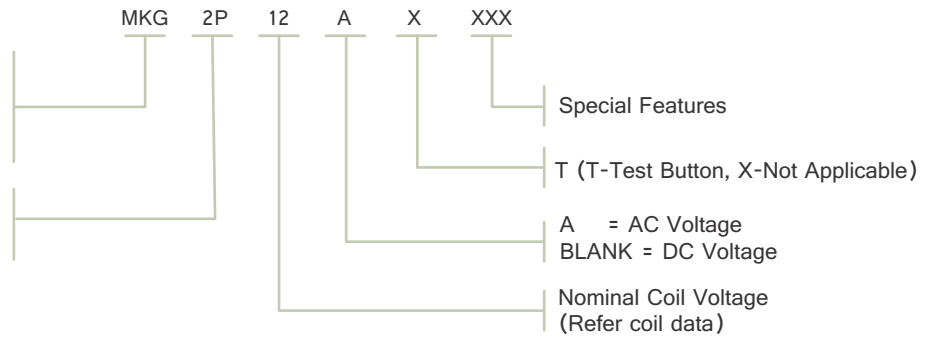 MKG 2P 12 A X XXX
Special Features
T (T-Test Button, X-Not Applicable)
A = AC Voltage
BLANK = DC Voltage
Nominal Coil Voltage
(Refer coil data)